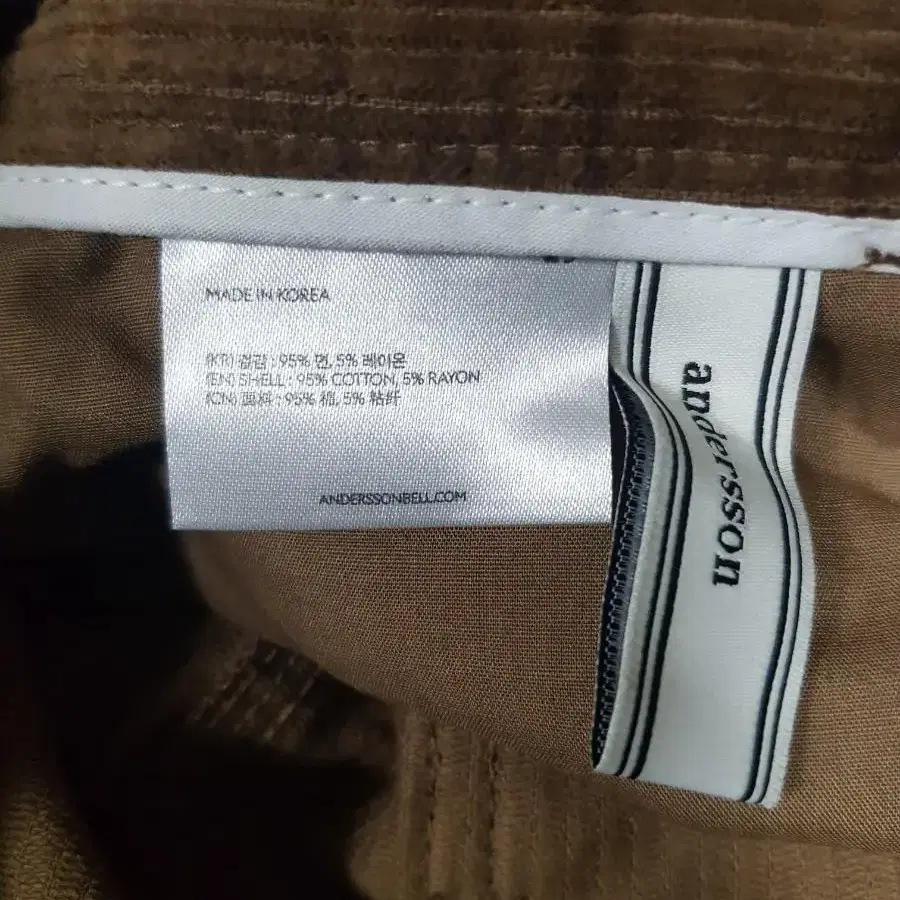 MADE IN KOREA
(KR) 겉감 : 95% 면, 5% 레이온
(EN) SHELL : 95% COTTON, 5% RAYON
(CN) 面料 : 95% 棉, 5% 粘纤
ANDERSSONBELL.COM
andersson